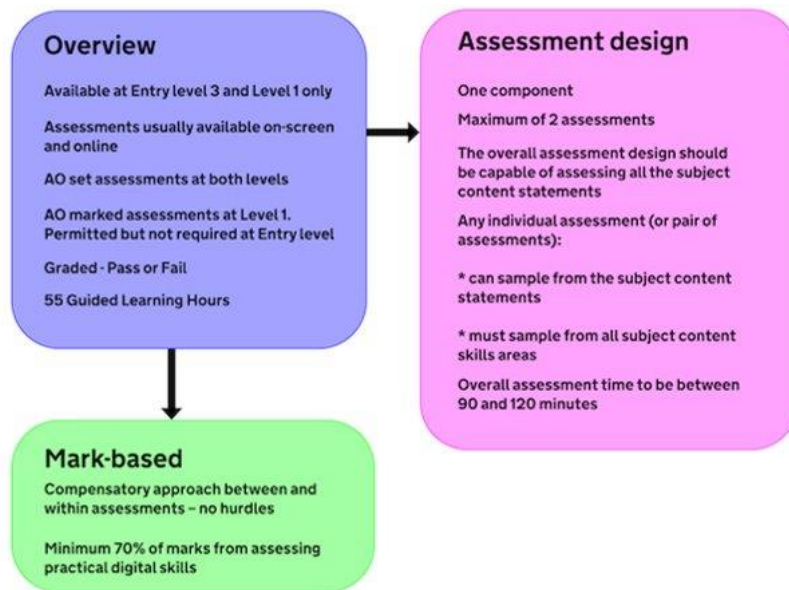 Overview
Available at Entry level 3 and Level 1 only
Assessments usually available on-screen
and online
AO set assessments at both levels
AO marked assessments at Level 1.
Permitted but not required at Entry level
Graded - Pass or Fail
55 Guided Learning Hours
Assessment design
One component
Maximum of 2 assessments
The overall assessment design should
be capable of assessing all the subject
content statements
Any individual assessment (or pair of
assessments):
* can sample from the subject content
statements
* must sample from all subject content
skills areas
Overall assessment time to be between
90 and 120 minutes
Mark-based
Compensatory approach between and
within assessments – no hurdles
Minimum 70% of marks from assessing
practical digital skills